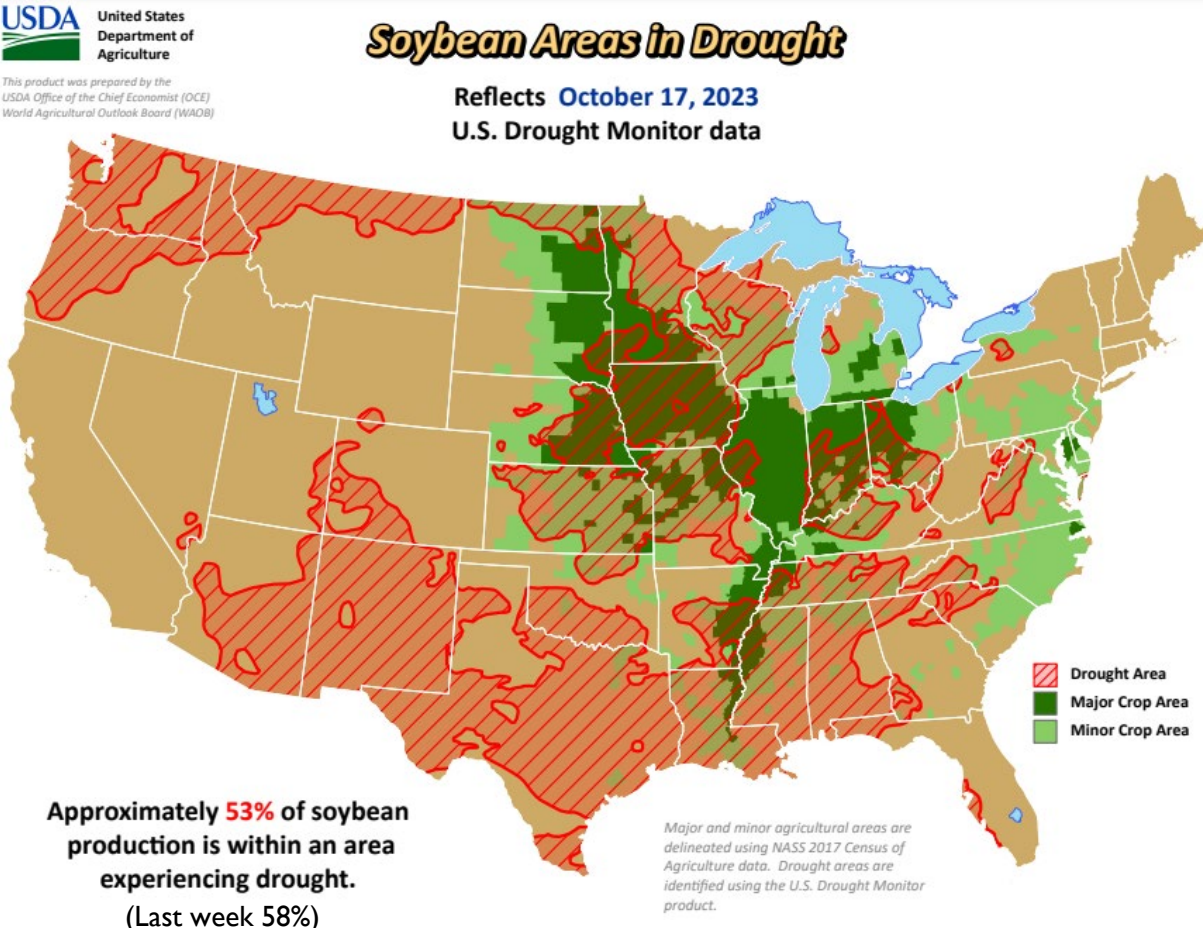 USDA
United States
Department of
Agriculture
This product was prepared by the
USDA Office of the Chief Economist (OCE)
World Agricultural Outlook Board (WAOB)
Soybean Areas in Drought
Reflects October 17, 2023
U.S. Drought Monitor data
Drought Area
Major Crop Area
Minor Crop Area
Approximately 53% of soybean
production is within an area
experiencing drought.
(Last week 58%)
Major and minor agricultural areas are
delineated using NASS 2017 Census of
Agriculture data. Drought areas are
identified using the U.S. Drought Monitor
product.